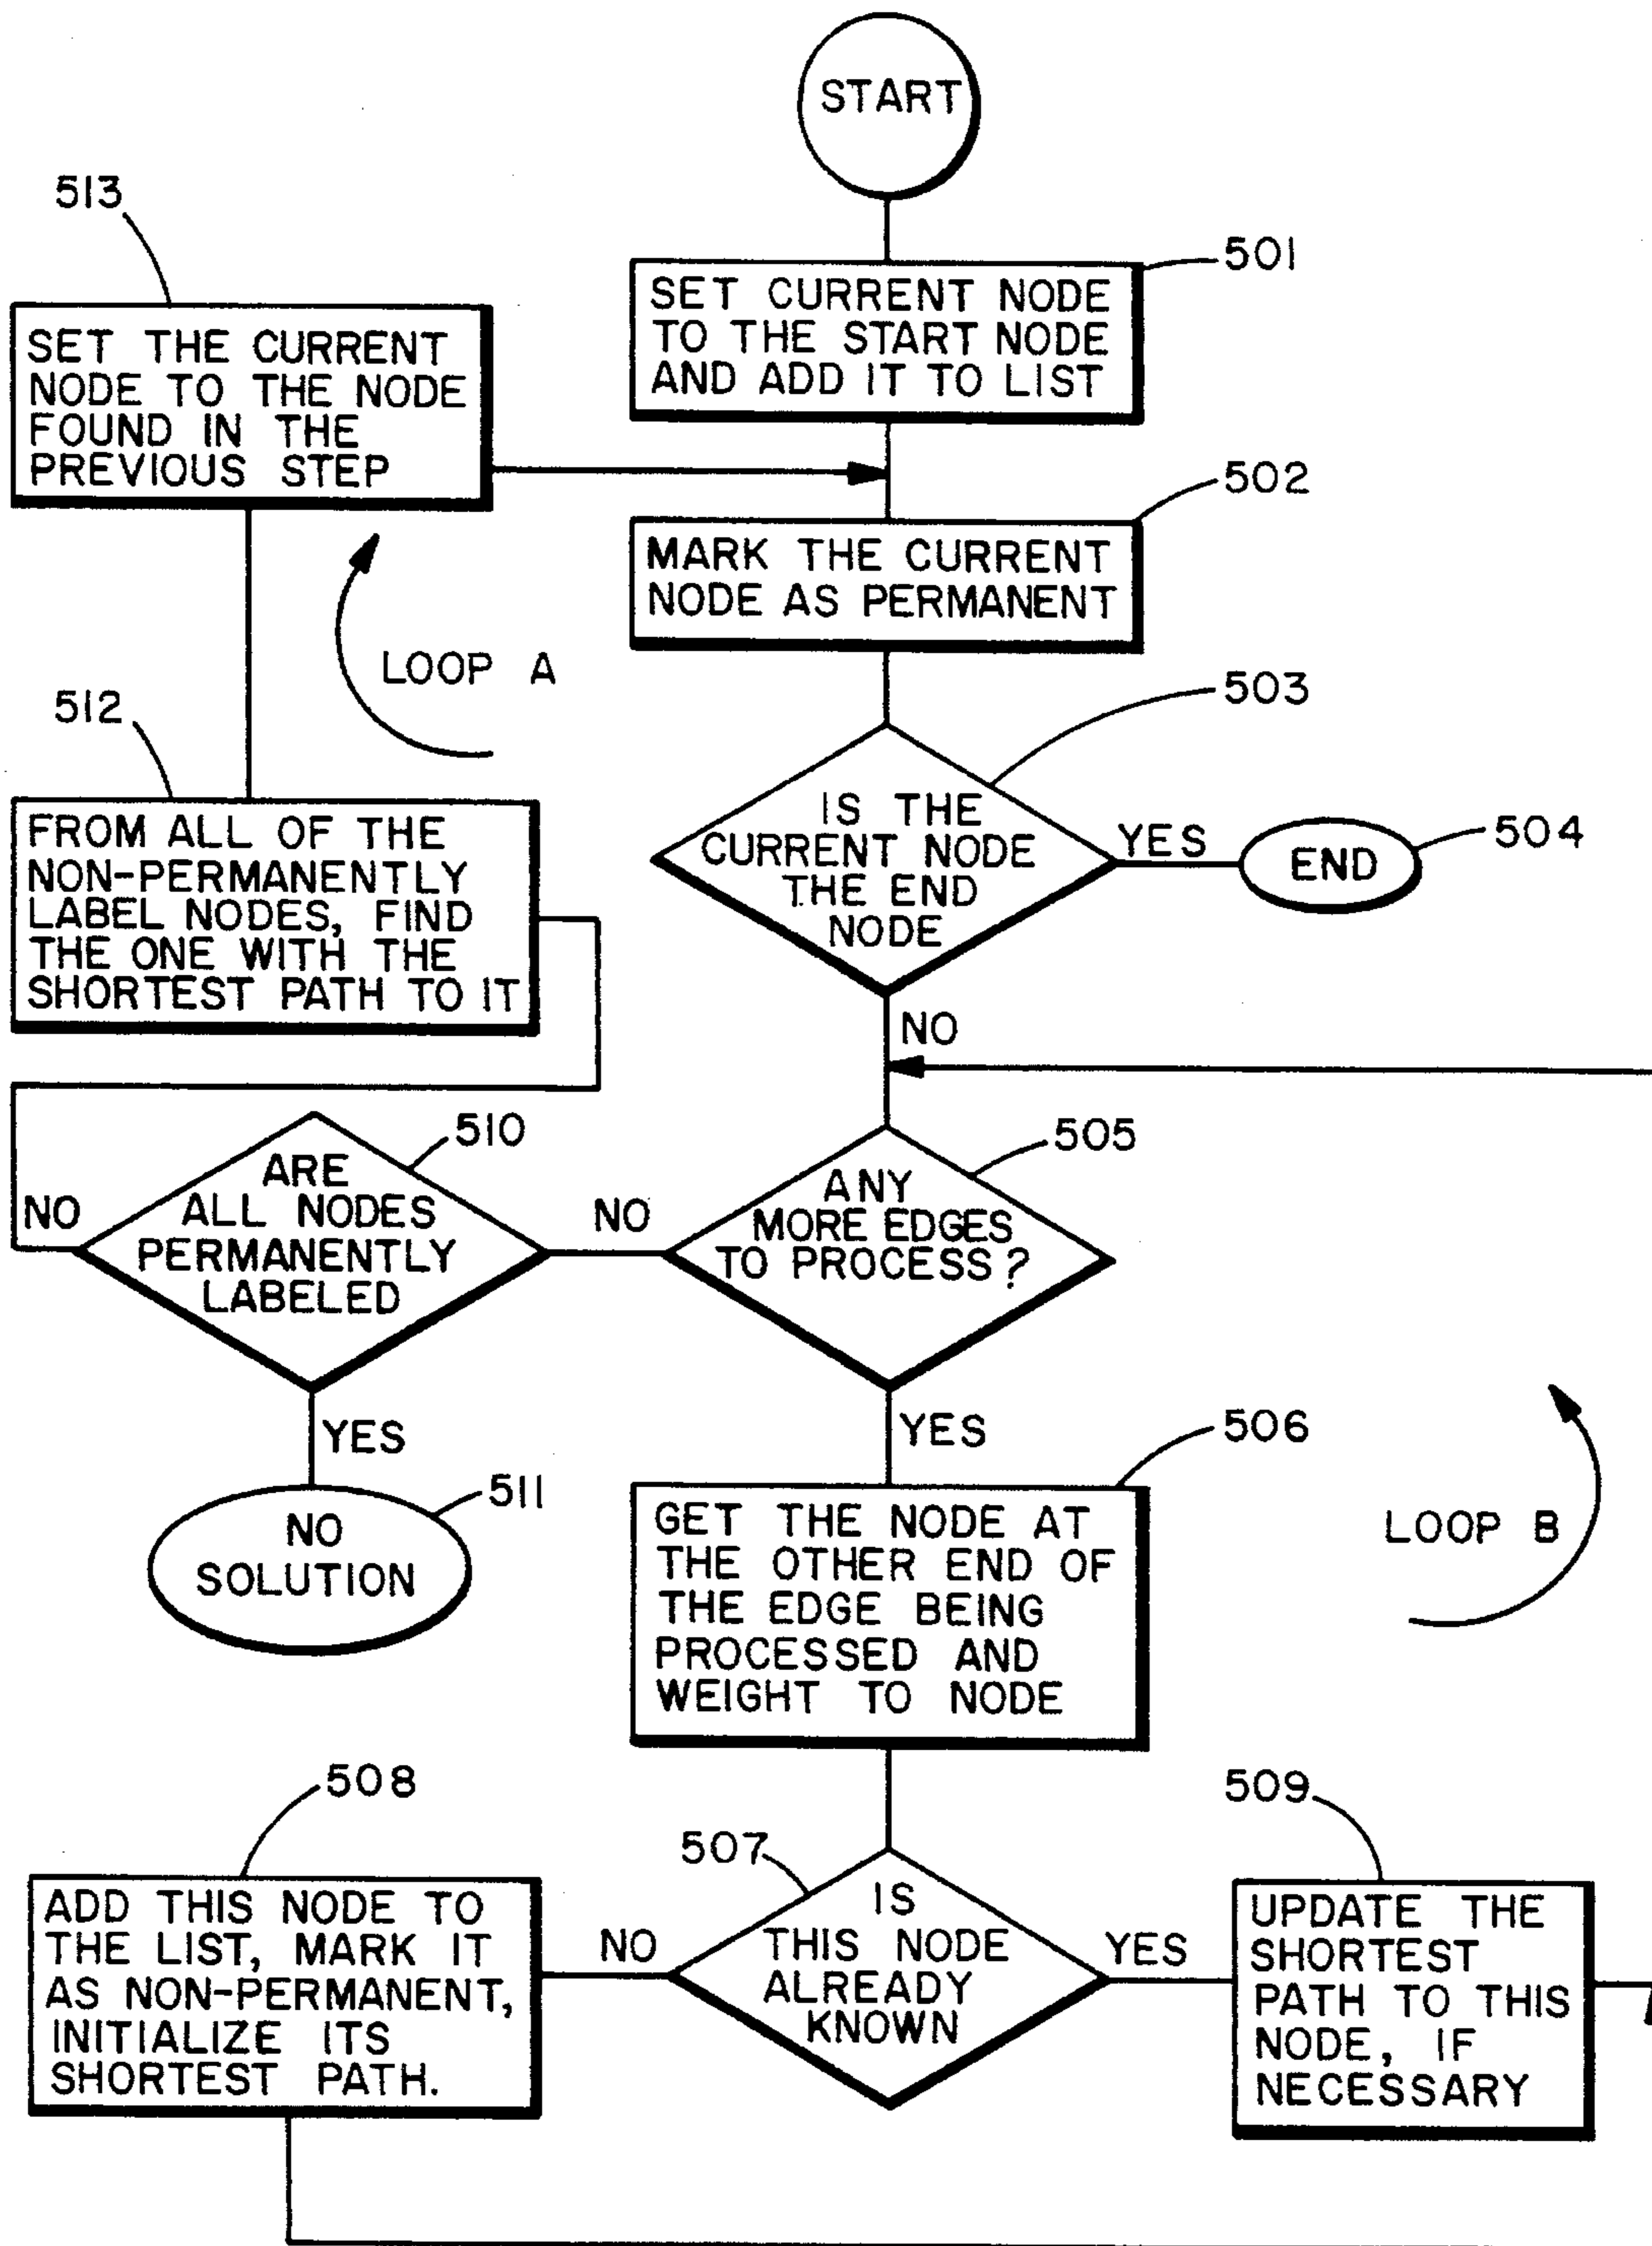 START
501
SET CURRENT NODE
TO THE START NODE
AND ADD IT TO LIST
513
SET THE CURRENT
NODE TO THE NODE
FOUND IN THE
PREVIOUS STEP
502
MARK THE CURRENT
NODE AS PERMANENT
LOOP A
503
IS THE
CURRENT NODE
THE END
NODE
YES
END
504
512
FROM ALL OF THE
NON-PERMANENTLY
LABEL NODES, FIND
THE ONE WITH THE
SHORTEST PATH TO IT
NO
510
ARE
ALL NODES
PERMANENTLY
LABELED
NO
NO
505
ANY
MORE EDGES
TO PROCESS?
YES
511
NO
SOLUTION
YES
506
GET THE NODE AT
THE OTHER END OF
THE EDGE BEING
PROCESSED AND
WEIGHT TO NODE
LOOP B
508
ADD THIS NODE TO
THE LIST, MARK IT
AS NON-PERMANENT,
INITIALIZE ITS
SHORTEST PATH.
NO
507
IS
THIS NODE
ALREADY
KNOWN
YES
509
UPDATE THE
SHORTEST
PATH TO THIS
NODE, IF
NECESSARY